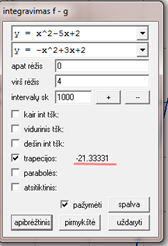 integravimas f - g
y = x^2-5x+2
y = -x^2+3x+2
apat rėžis 0
virš rėžis 4
intervalų sk 1000 + --
kair int tšk:
vidurinis tšk:
dešin int tšk:
trapecijos: -21.33331
parabolės:
atsitiktinis:
pažymėti spalva
apibrėžtinis pirmykštė uždaryti